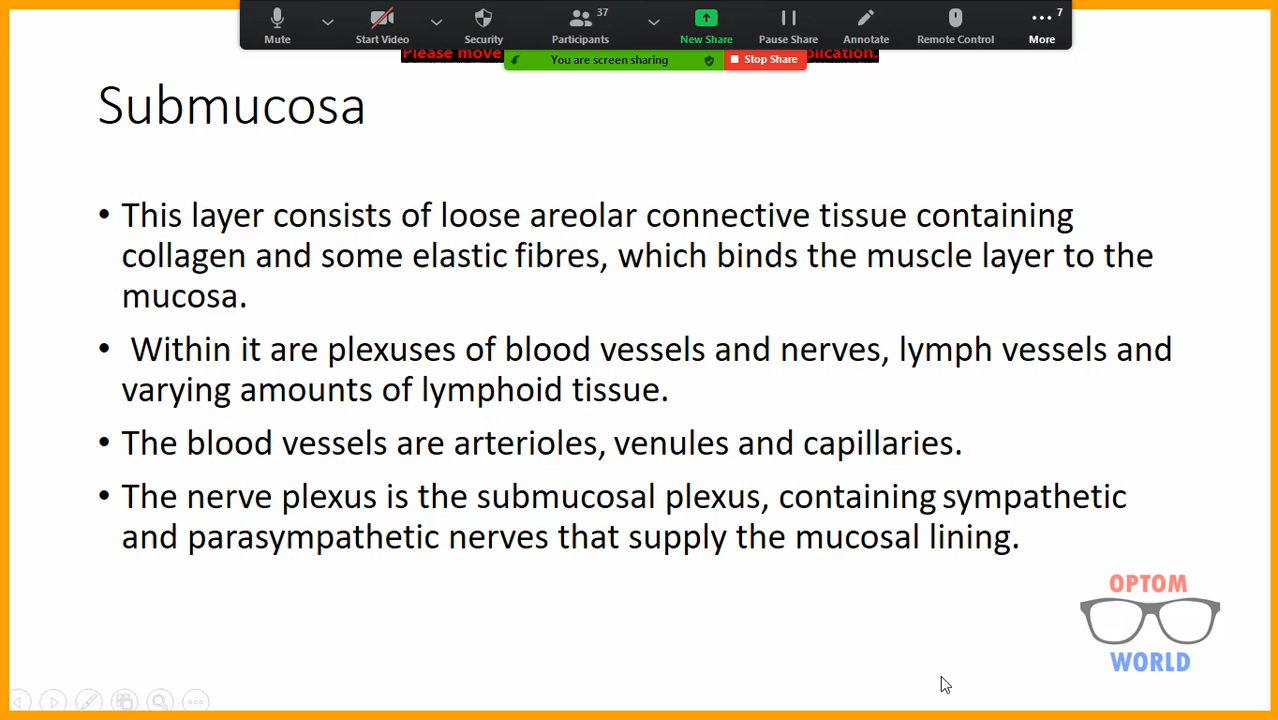 37
7
Mute
Start Video
Security
Participants
New Share
Pause Share
Annotate
Remote Control
More
Please move
You are screen sharing
Stop Share
plication.
Submucosa
• This layer consists of loose areolar connective tissue containing
collagen and some elastic fibres, which binds the muscle layer to the
mucosa.
• Within it are plexuses of blood vessels and nerves, lymph vessels and
varying amounts of lymphoid tissue.
• The blood vessels are arterioles, venules and capillaries.
• The nerve plexus is the submucosal plexus, containing sympathetic
and parasympathetic nerves that supply the mucosal lining.
OPTOM
WORLD